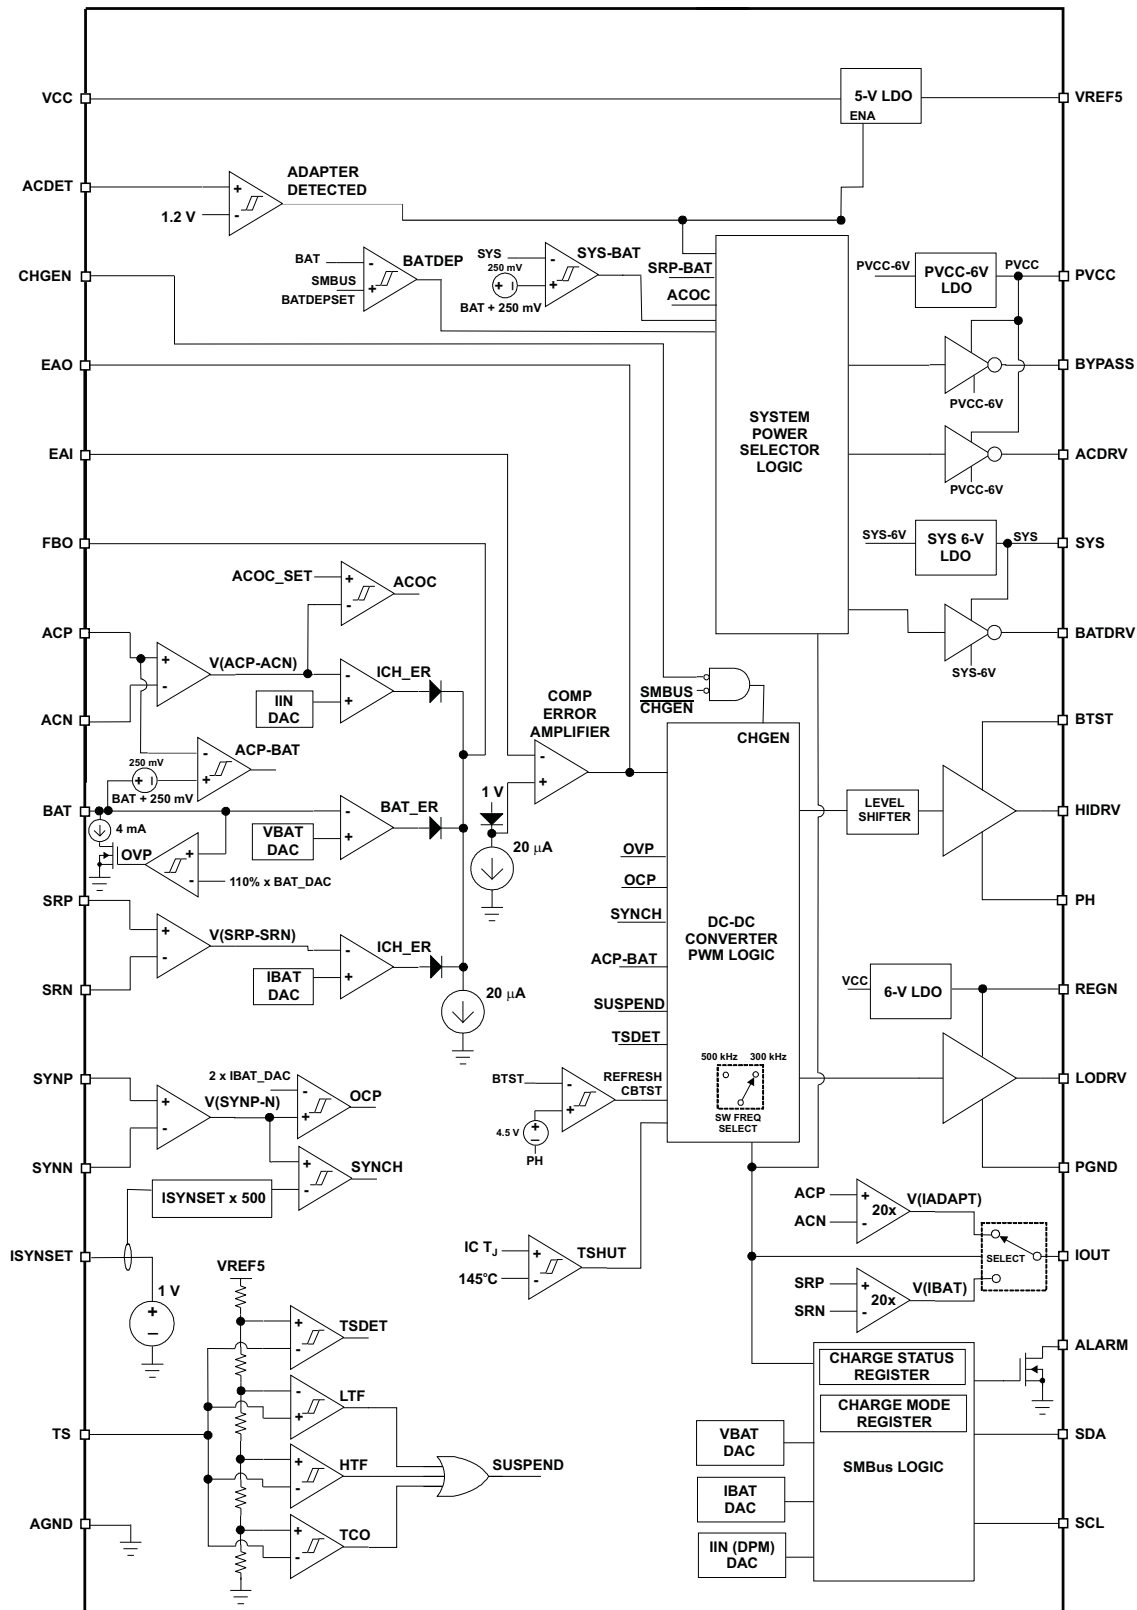 VCC
5-V LDO
ENA
VREF5
ACDET
ADAPTER
DETECTED
+
-
1.2 V
CHGEN
BAT
SMBUS
BATDEPSET
-
+
BATDEP
SYS
250 mV
BAT + 250 mV
-
+
SYS-BAT
SRP-BAT
ACOC
PVCC-6V
PVCC-6V
LDO
PVCC
PVCC
EAO
SYSTEM
POWER
SELECTOR
LOGIC
PVCC-6V
BYPASS
EAI
PVCC-6V
ACDRV
FBO
SYS-6V
SYS 6-V
LDO
SYS
SYS
ACOC_SET
+
-
ACOC
SYS-6V
BATDRV
ACP
ACN
+
-
V(ACP-ACN)
IIN
DAC
-
+
ICH_ER
SMBUS
CHGEN
CHGEN
COMP
ERROR
AMPLIFIER
-
+
BTST
250 mV
BAT + 250 mV
-
+
ACP-BAT
BAT
4 mA
OVP
+
-
110% x BAT_DAC
VBAT
DAC
-
+
BAT_ER
1 V
20 μA
LEVEL
SHIFTER
HIDRV
PH
SRP
SRN
+
-
V(SRP-SRN)
IBAT
DAC
-
+
ICH_ER
20 μA
OVP
OCP
SYNCH
ACP-BAT
SUSPEND
TSDET
DC-DC
CONVERTER
PWM LOGIC
500 kHz
300 kHz
SW FREQ
SELECT
VCC
6-V LDO
REGN
LODRV
PGND
SYNP
SYNN
+
-
2 x IBAT_DAC
V(SYNP-N)
-
+
OCP
+
-
SYNCH
ISYNSET x 500
BTST
-
+
4.5 V
PH
REFRESH
CBTST
ISYNSET
1 V
IC TJ
145°C
+
-
TSHUT
ACP
ACN
+
-
20x
V(IADAPT)
SELECT
IOUT
SRP
SRN
+
-
20x
V(IBAT)
VREF5
+
-
TSDET
-
+
LTF
+
-
HTF
+
-
TCO
SUSPEND
TS
AGND
CHARGE STATUS
REGISTER
CHARGE MODE
REGISTER
SMBus LOGIC
VBAT
DAC
IBAT
DAC
IIN (DPM)
DAC
ALARM
SDA
SCL